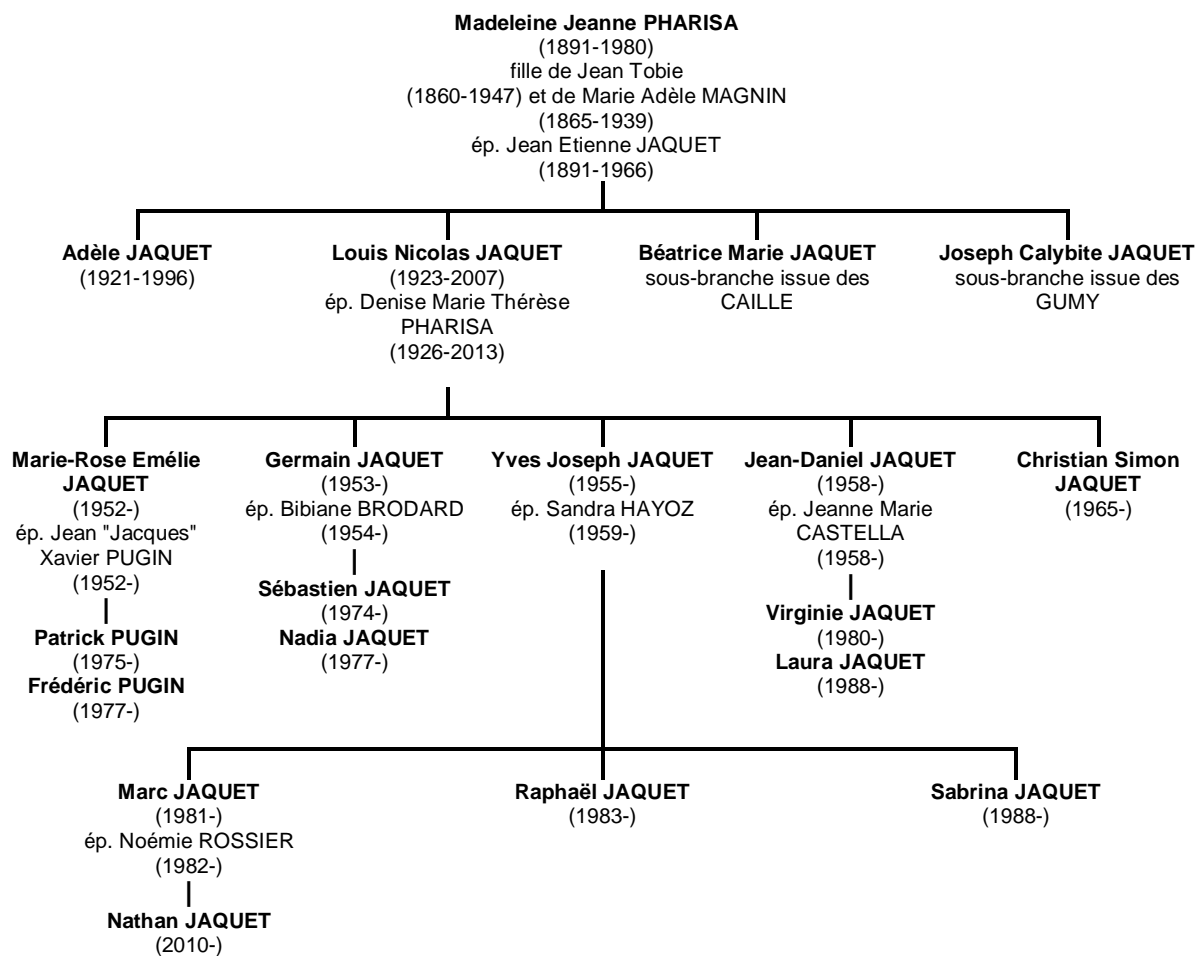 Madeleine Jeanne PHARISA
(1891-1980)
fille de Jean Tobie
(1860-1947) et de Marie Adèle MAGNIN
(1865-1939)
ép. Jean Etienne JAQUET
(1891-1966)
Adèle JAQUET
(1921-1996)
Louis Nicolas JAQUET
(1923-2007)
ép. Denise Marie Thérèse
PHARISA
(1926-2013)
Béatrice Marie JAQUET
sous-branche issue des
CAILLE
Joseph Calybite JAQUET
sous-branche issue des
GUMY
Marie-Rose Emélie
JAQUET
(1952-)
ép. Jean "Jacques"
Xavier PUGIN
(1952-)
Patrick PUGIN
(1975-)
Frédéric PUGIN
(1977-)
Germain JAQUET
(1953-)
ép. Bibiane BRODARD
(1954-)
Sébastien JAQUET
(1974-)
Nadia JAQUET
(1977-)
Yves Joseph JAQUET
(1955-)
ép. Sandra HAYOZ
(1959-)
Jean-Daniel JAQUET
(1958-)
ép. Jeanne Marie
CASTELLA
(1958-)
Virginie JAQUET
(1980-)
Laura JAQUET
(1988-)
Christian Simon
JAQUET
(1965-)
Marc JAQUET
(1981-)
ép. Noémie ROSSIER
(1982-)
Nathan JAQUET
(2010-)
Raphaël JAQUET
(1983-)
Sabrina JAQUET
(1988-)